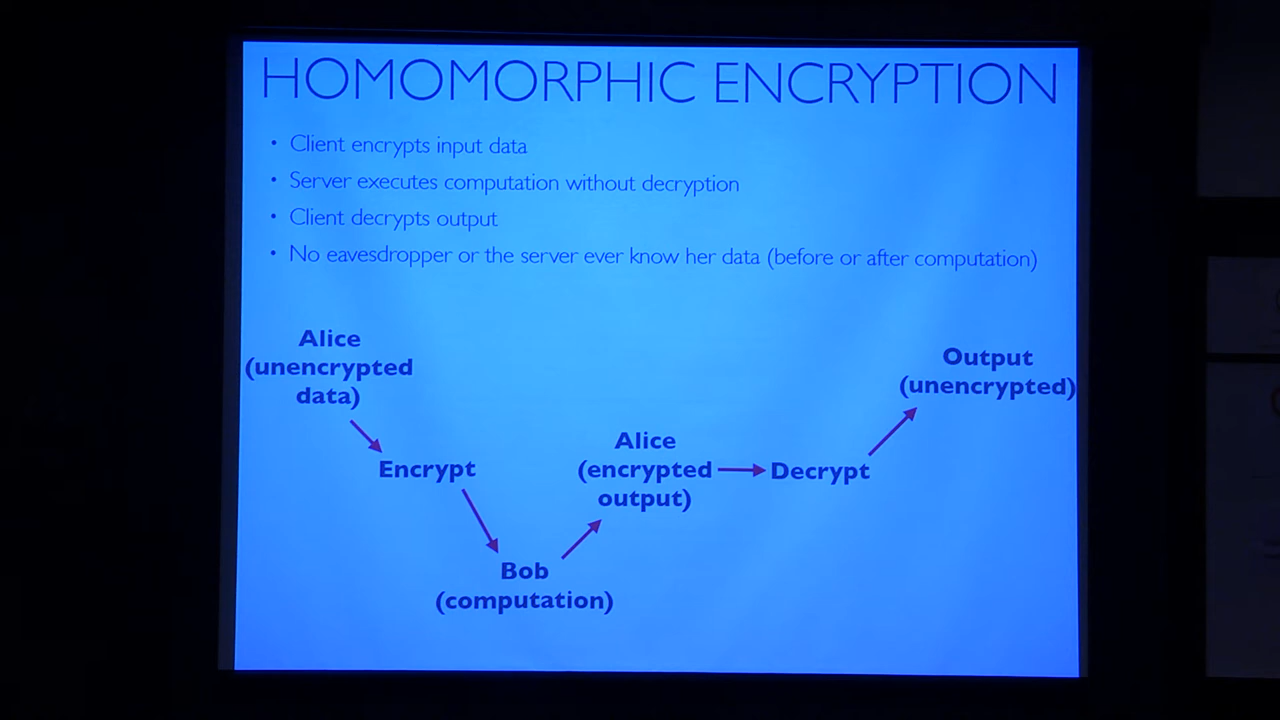 HOMOMORPHIC ENCRYPTION
• Client encrypts input data
• Server executes computation without decryption
• Client decrypts output
• No eavesdropper or the server ever know her data (before or after computation)
Alice
(unencrypted
data)
Encrypt
Bob
(computation)
Alice
(encrypted
output)
Decrypt
Output
(unencrypted)